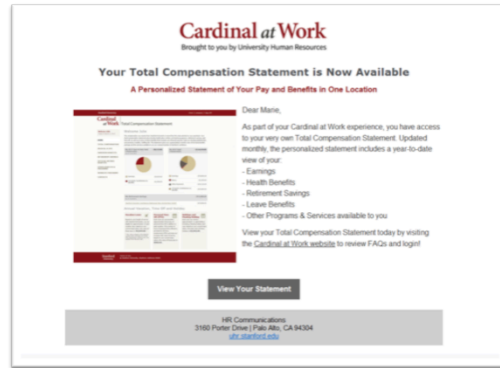 Cardinal at Work
Brought to you by University Human Resources
Your Total Compensation Statement is Now Available
A Personalized Statement of Your Pay and Benefits in One Location
Dear Marie,
As part of your Cardinal at Work experience, you have access
to your very own Total Compensation Statement. Updated
monthly, the personalized statement includes a year-to-date
view of your:
- Earnings
- Health Benefits
- Retirement Savings
- Leave Benefits
- Other Programs & Services available to you
View your Total Compensation Statement today by visiting
the Cardinal at Work website to review FAQs and login!
Cardinal
at Work
Total Compensation Statement
View Your Statement
HR Communications
3160 Porter Drive | Palo Alto, CA 94304
uhr.stanford.edu